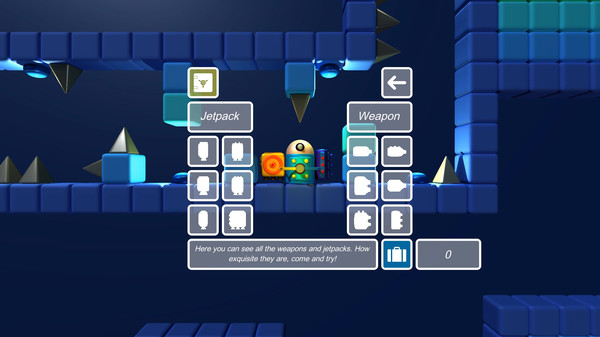 Jetpack
Weapon
Here you can see all the weapons and jetpacks. How
exquisite they are, come and try!
0